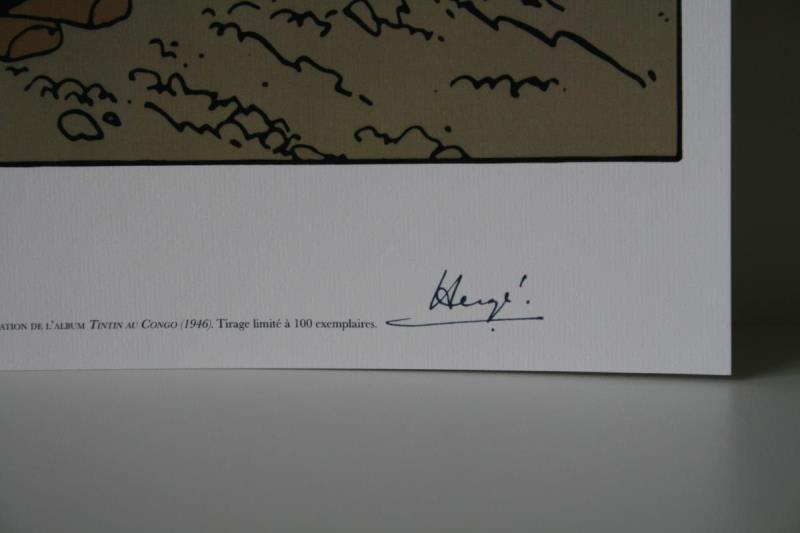 ATION DE L'ALBUM TINTIN AU CONGO (1946). Tirage limité à 100 exemplaires.
Hergé.